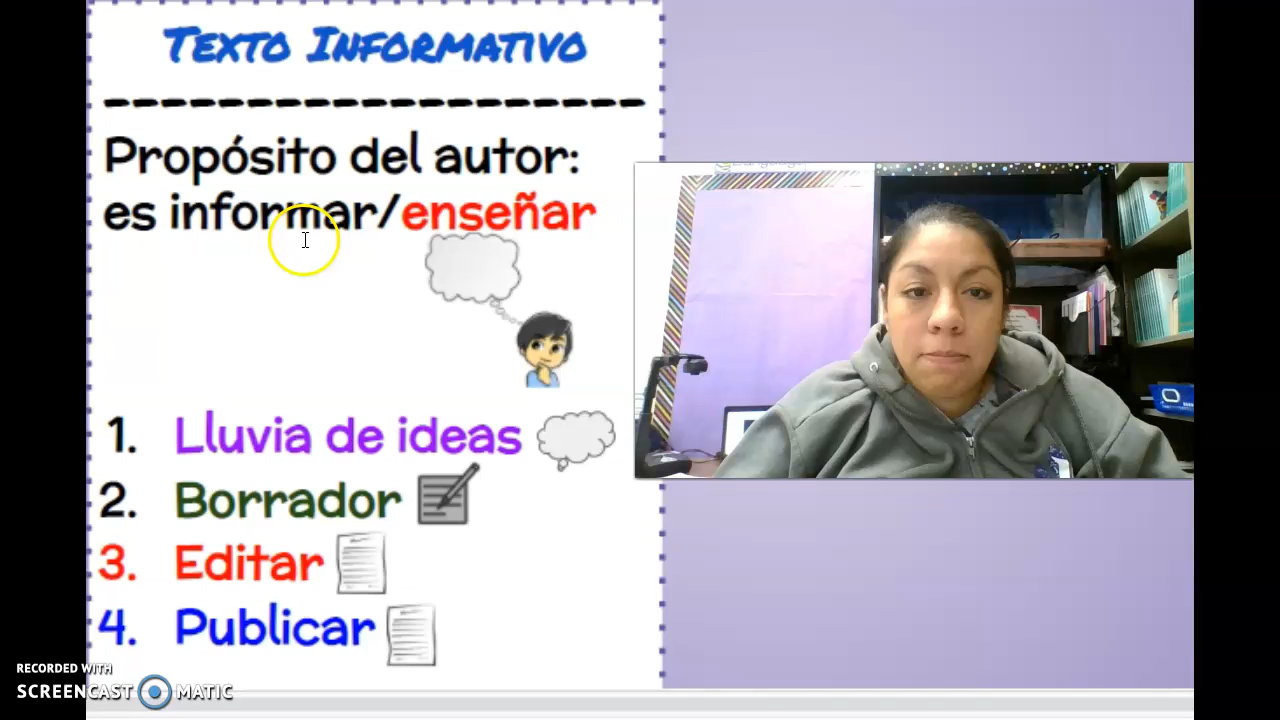 Texto Informativo
Propósito del autor:
es informar/enseñar
1. Lluvia de ideas
2. Borrador
3. Editar
4. Publicar
RECORDED WITH
SCREENCAST MATIC